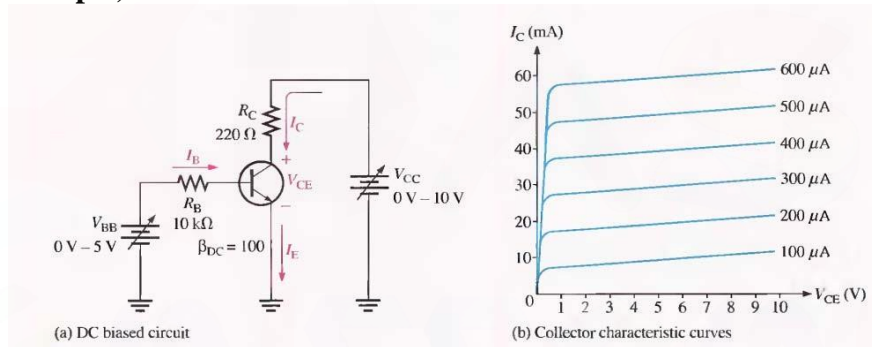 I_C (mA)
60
50
40
30
20
10
0
1 2 3 4 5 6 7 8 9 10
V_CE (V)
600 μA
500 μA
400 μA
300 μA
200 μA
100 μA
R_C
220 Ω
I_C
I_B
+
V_CE
−
R_B
10 kΩ
V_BB
0 V – 5 V
β_DC = 100
I_E
V_CC
0 V – 10 V
(a) DC biased circuit
(b) Collector characteristic curves